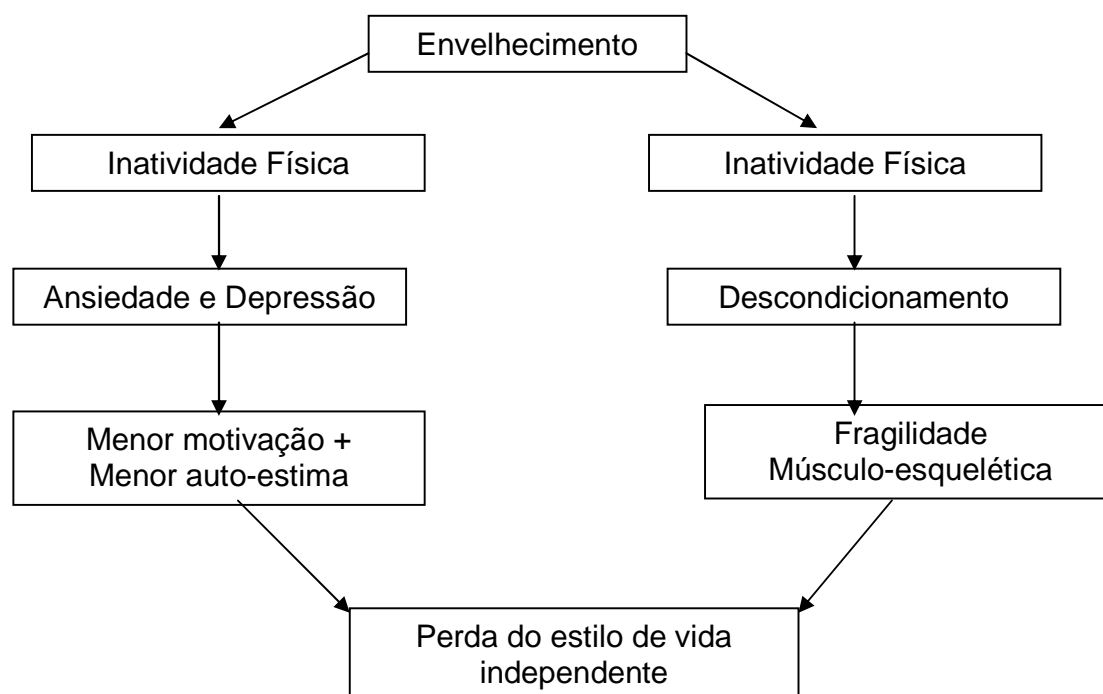 Envelhecimento
Inatividade Física
Inatividade Física
Ansiedade e Depressão
Descondicionamento
Menor motivação +
Menor auto-estima
Fragilidade
Músculo-esquelética
Perda do estilo de vida
independente